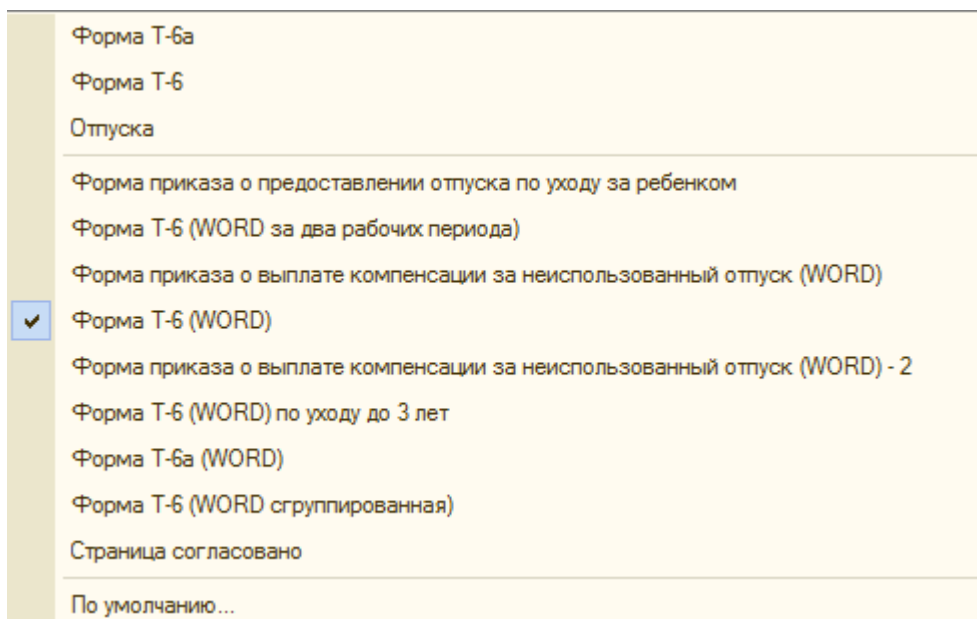 Форма Т-6а
Форма Т-6
Отпуска
Форма приказа о предоставлении отпуска по уходу за ребенком
Форма Т-6 (WORD за два рабочих периода)
Форма приказа о выплате компенсации за неиспользованный отпуск (WORD)
Форма Т-6 (WORD)
Форма приказа о выплате компенсации за неиспользованный отпуск (WORD) - 2
Форма Т-6 (WORD) по уходу до 3 лет
Форма Т-6а (WORD)
Форма Т-6 (WORD сгруппированная)
Страница согласовано
По умолчанию...